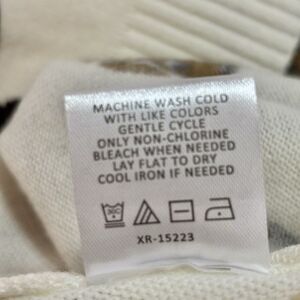 MACHINE WASH COLD
WITH LIKE COLORS
GENTLE CYCLE
ONLY NON-CHLORINE
BLEACH WHEN NEEDED
LAY FLAT TO DRY
COOL IRON IF NEEDED
XR-15223